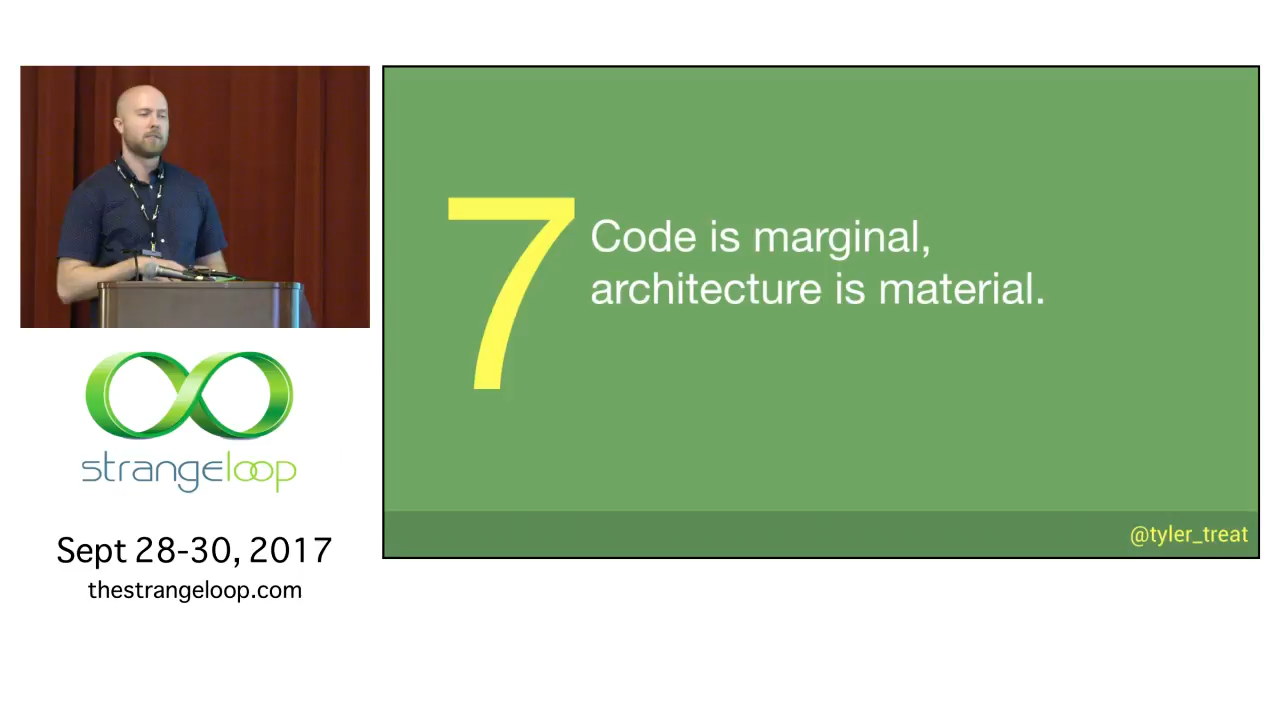 7
Code is marginal,
architecture is material.
@tyler_treat
strangeloop
Sept 28-30, 2017
thestrangeloop.com